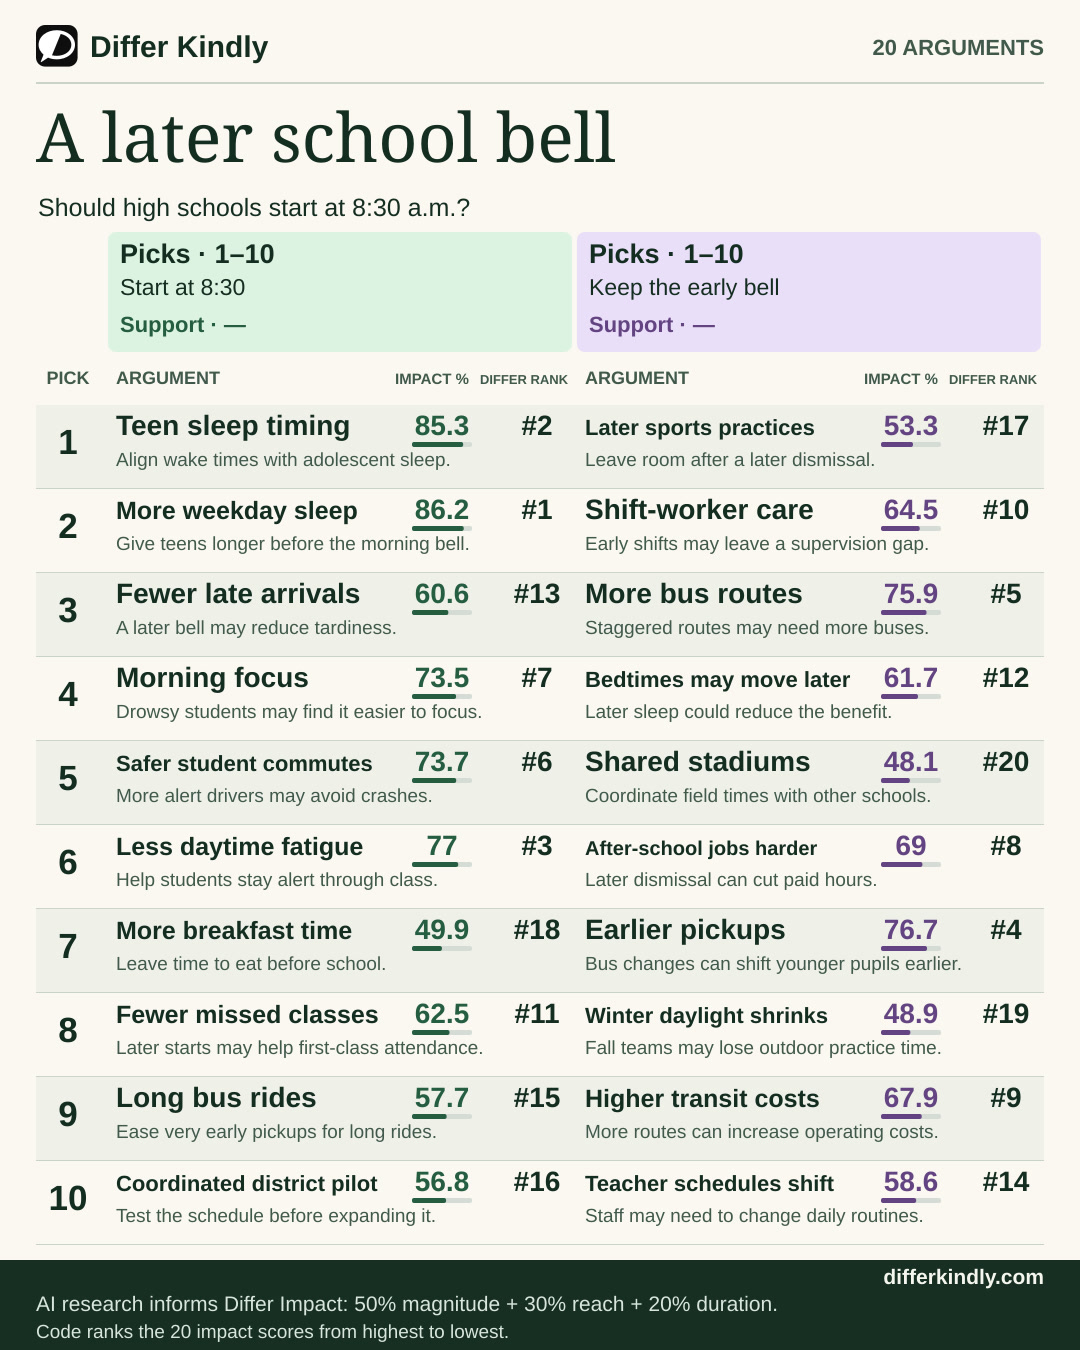 Differ Kindly
20 ARGUMENTS
A later school bell
Should high schools start at 8:30 a.m.?
Picks · 1–10
Start at 8:30
Support · —
Picks · 1–10
Keep the early bell
Support · —
PICK ARGUMENT IMPACT % DIFFER RANK ARGUMENT IMPACT % DIFFER RANK
1 Teen sleep timing 85.3 #2 Later sports practices 53.3 #17
Align wake times with adolescent sleep. Leave room after a later dismissal.
2 More weekday sleep 86.2 #1 Shift-worker care 64.5 #10
Give teens longer before the morning bell. Early shifts may leave a supervision gap.
3 Fewer late arrivals 60.6 #13 More bus routes 75.9 #5
A later bell may reduce tardiness. Staggered routes may need more buses.
4 Morning focus 73.5 #7 Bedtimes may move later 61.7 #12
Drowsy students may find it easier to focus. Later sleep could reduce the benefit.
5 Safer student commutes 73.7 #6 Shared stadiums 48.1 #20
More alert drivers may avoid crashes. Coordinate field times with other schools.
6 Less daytime fatigue 77 #3 After-school jobs harder 69 #8
Help students stay alert through class. Later dismissal can cut paid hours.
7 More breakfast time 49.9 #18 Earlier pickups 76.7 #4
Leave time to eat before school. Bus changes can shift younger pupils earlier.
8 Fewer missed classes 62.5 #11 Winter daylight shrinks 48.9 #19
Later starts may help first-class attendance. Fall teams may lose outdoor practice time.
9 Long bus rides 57.7 #15 Higher transit costs 67.9 #9
Ease very early pickups for long rides. More routes can increase operating costs.
10 Coordinated district pilot 56.8 #16 Teacher schedules shift 58.6 #14
Test the schedule before expanding it. Staff may need to change daily routines.
differkindly.com
AI research informs Differ Impact: 50% magnitude + 30% reach + 20% duration.
Code ranks the 20 impact scores from highest to lowest.